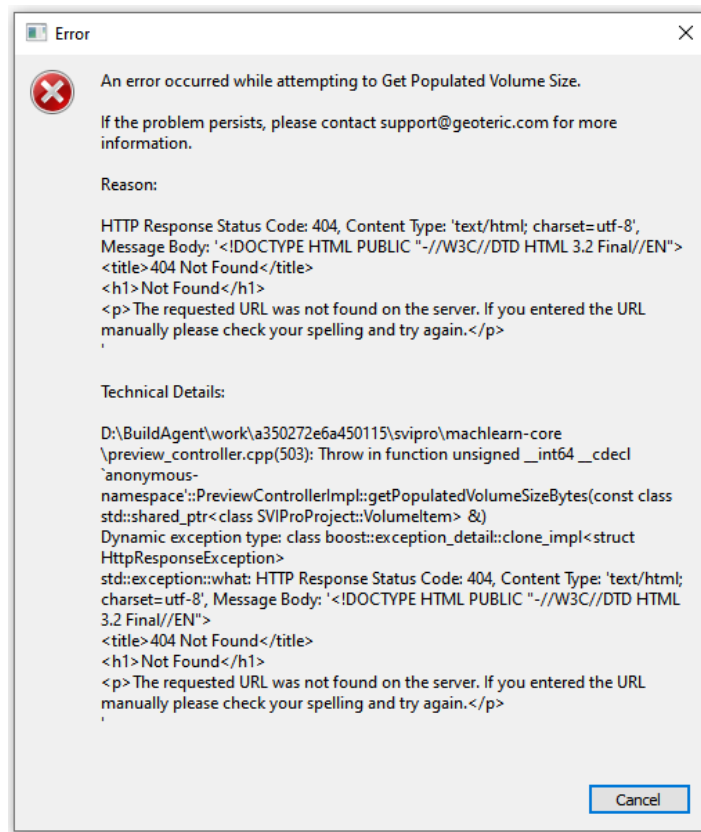 Error
An error occurred while attempting to Get Populated Volume Size.
If the problem persists, please contact support@geoteric.com for more
information.
Reason:
HTTP Response Status Code: 404, Content Type: 'text/html; charset=utf-8',
Message Body: '<!DOCTYPE HTML PUBLIC "-//W3C//DTD HTML 3.2 Final//EN">
<title>404 Not Found</title>
<h1>Not Found</h1>
<p>The requested URL was not found on the server. If you entered the URL
manually please check your spelling and try again.</p>
'
Technical Details:
D:\BuildAgent\work\a350272e6a450115\svipro\machlearn-core
\preview_controller.cpp(503): Throw in function unsigned __int64 __cdecl
`anonymous-
namespace'::PreviewControllerImpl::getPopulatedVolumeSizeBytes(const class
std::shared_ptr<class SVIProProject::VolumeItem> &)
Dynamic exception type: class boost::exception_detail::clone_impl<struct
HttpResponseException>
std::exception::what: HTTP Response Status Code: 404, Content Type: 'text/html;
charset=utf-8', Message Body: '<!DOCTYPE HTML PUBLIC "-//W3C//DTD HTML
3.2 Final//EN">
<title>404 Not Found</title>
<h1>Not Found</h1>
<p>The requested URL was not found on the server. If you entered the URL
manually please check your spelling and try again.</p>
'
Cancel